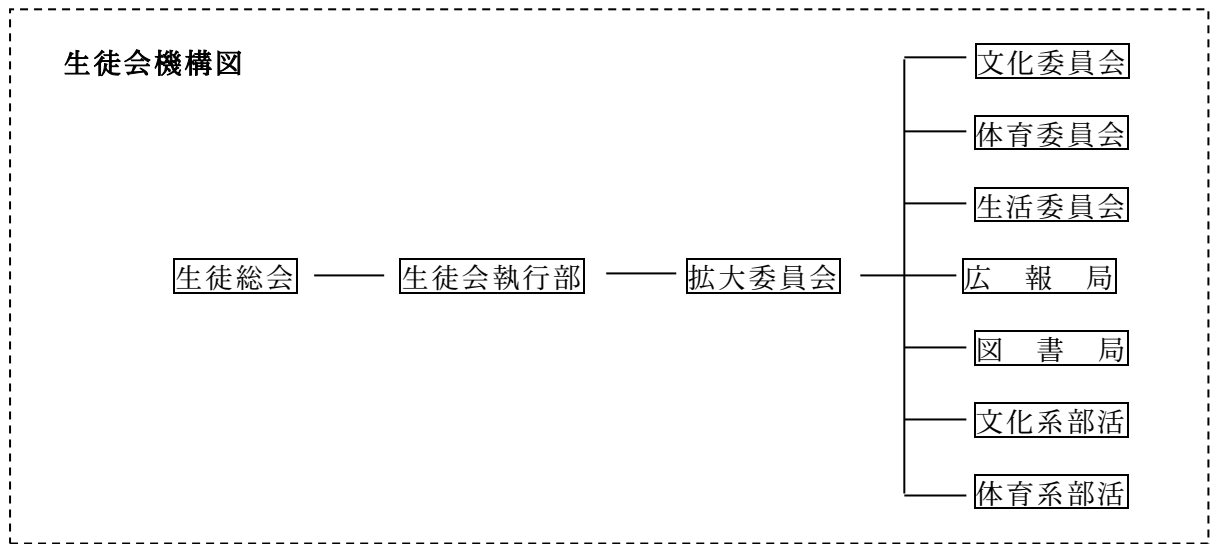 生徒会機構図
文化委員会
体育委員会
生活委員会
生徒総会
生徒会執行部
拡大委員会
広　報　局
図　書　局
文化系部活
体育系部活